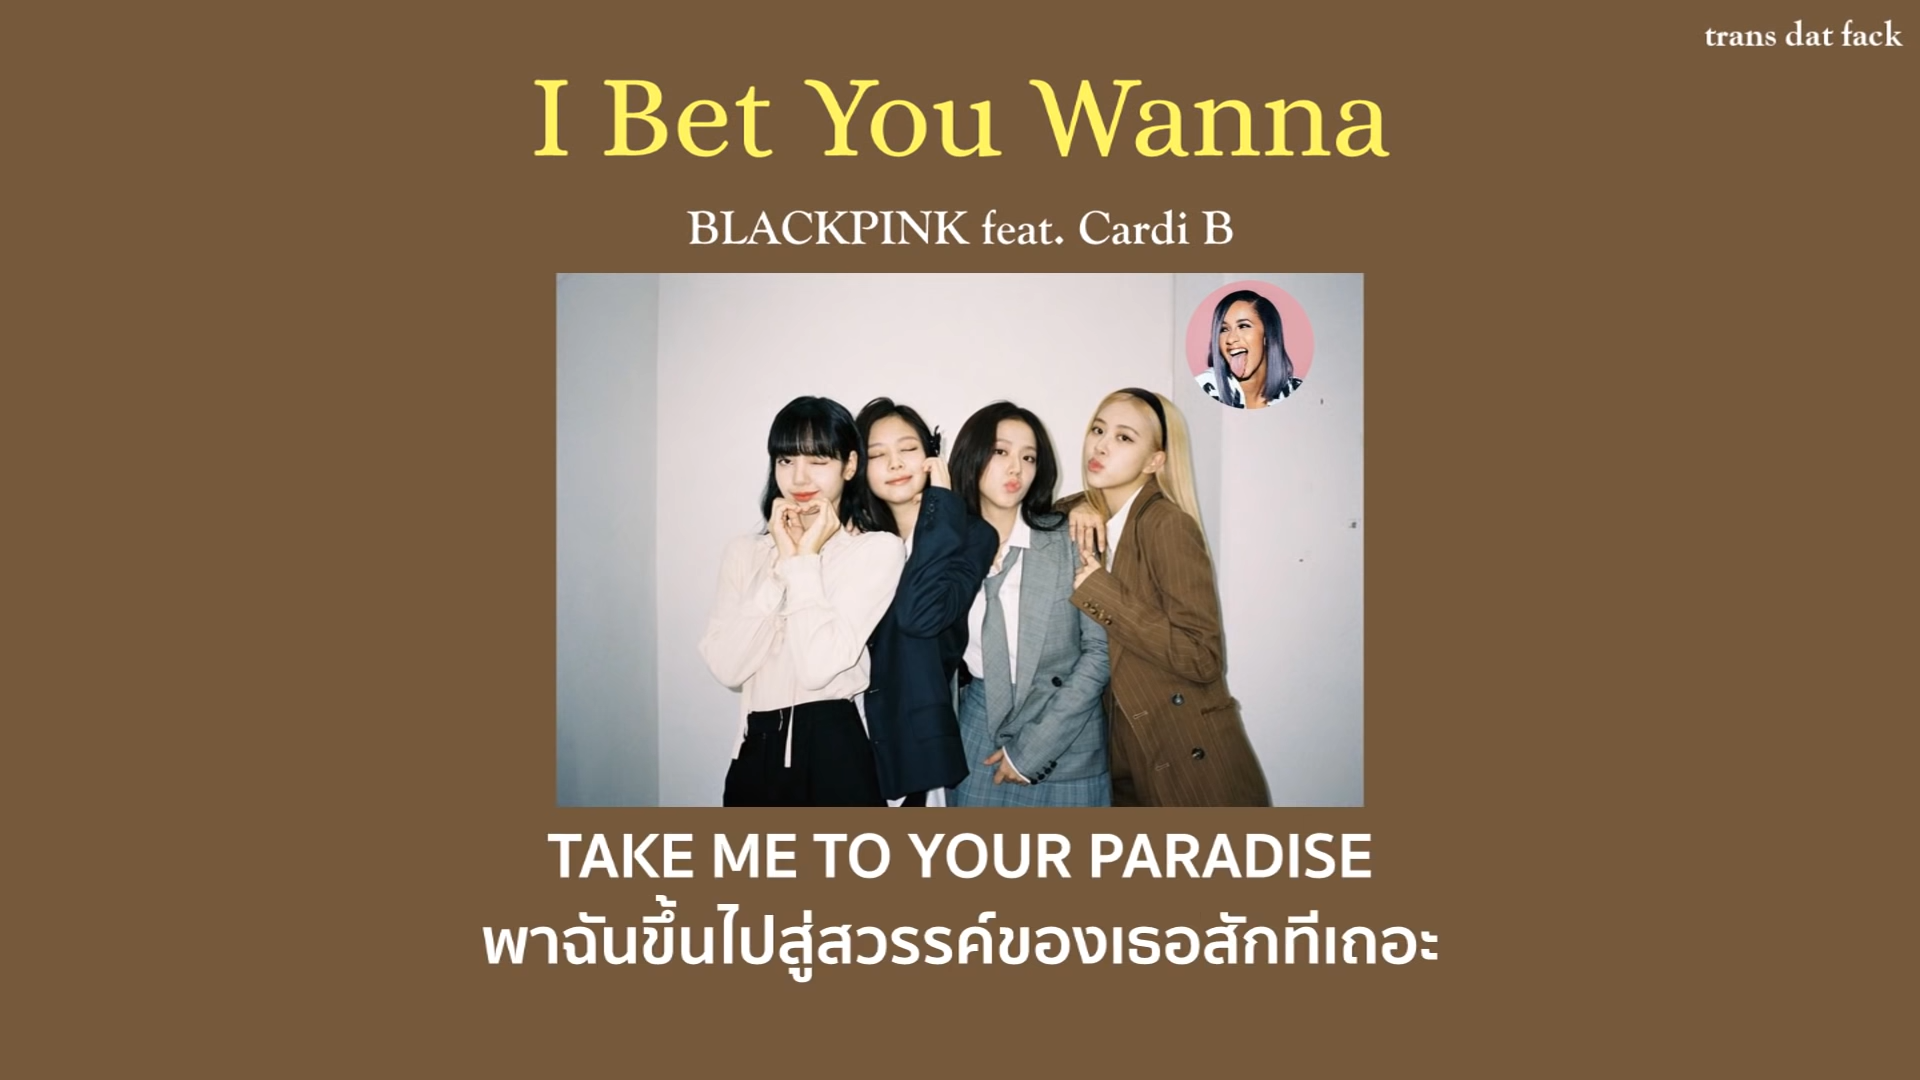 trans dat fack
I Bet You Wanna
BLACKPINK feat. Cardi B
TAKE ME TO YOUR PARADISE
พาฉันขึ้นไปสู่สวรรค์ของเธอสักทีเถอะ